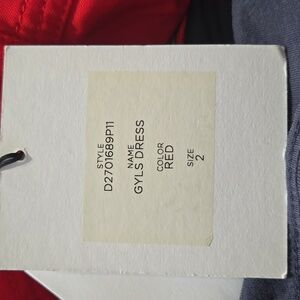 STYLE
D2701689P11
NAME
GYLS DRESS
COLOR
RED
SIZE
2